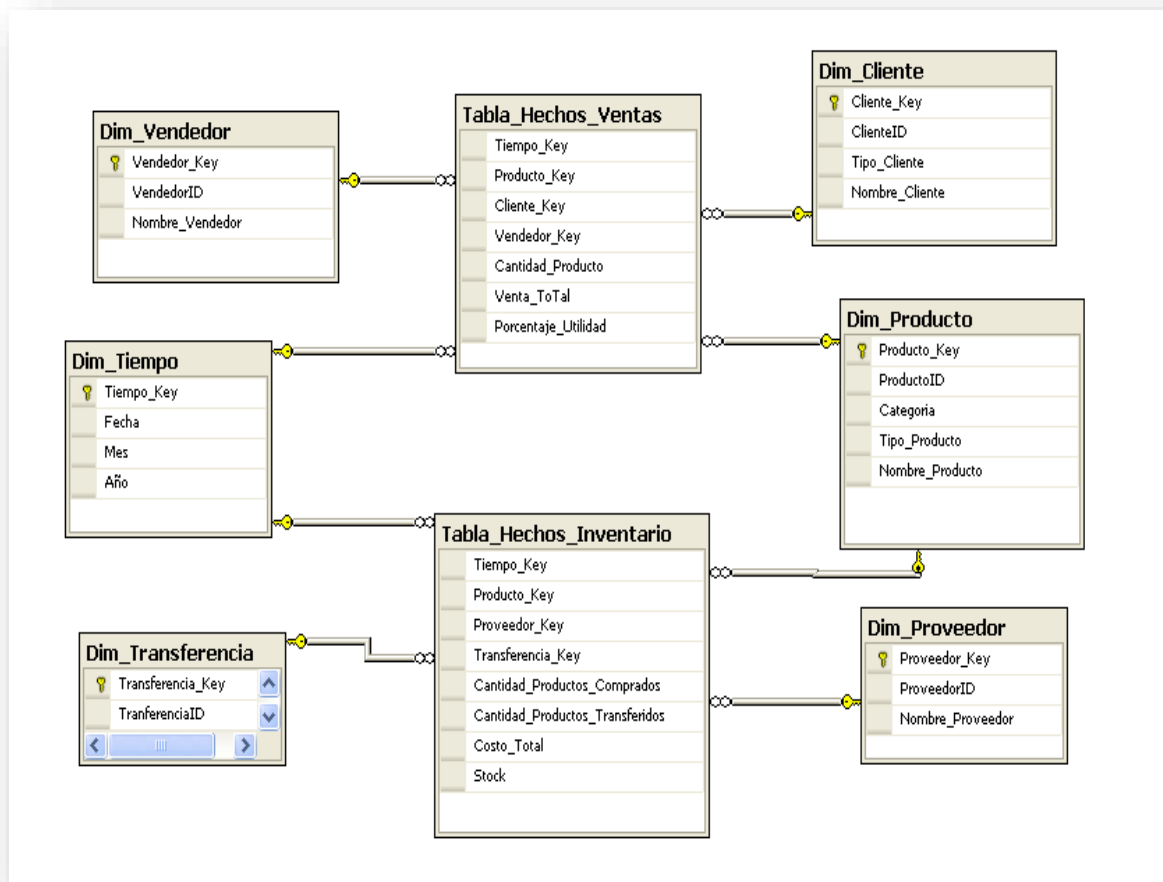 Dim_Vendedor
Vendedor_Key
VendedorID
Nombre_Vendedor
Tabla_Hechos_Ventas
Tiempo_Key
Producto_Key
Cliente_Key
Vendedor_Key
Cantidad_Producto
Venta_ToTal
Porcentaje_Utilidad
Dim_Cliente
Cliente_Key
ClienteID
Tipo_Cliente
Nombre_Cliente
Dim_Tiempo
Tiempo_Key
Fecha
Mes
Año
Dim_Producto
Producto_Key
ProductoID
Categoria
Tipo_Producto
Nombre_Producto
Dim_Transferencia
Transferencia_Key
TranferenciaID
Tabla_Hechos_Inventario
Tiempo_Key
Producto_Key
Proveedor_Key
Transferencia_Key
Cantidad_Productos_Comprados
Cantidad_Productos_Transferidos
Costo_Total
Stock
Dim_Proveedor
Proveedor_Key
ProveedorID
Nombre_Proveedor